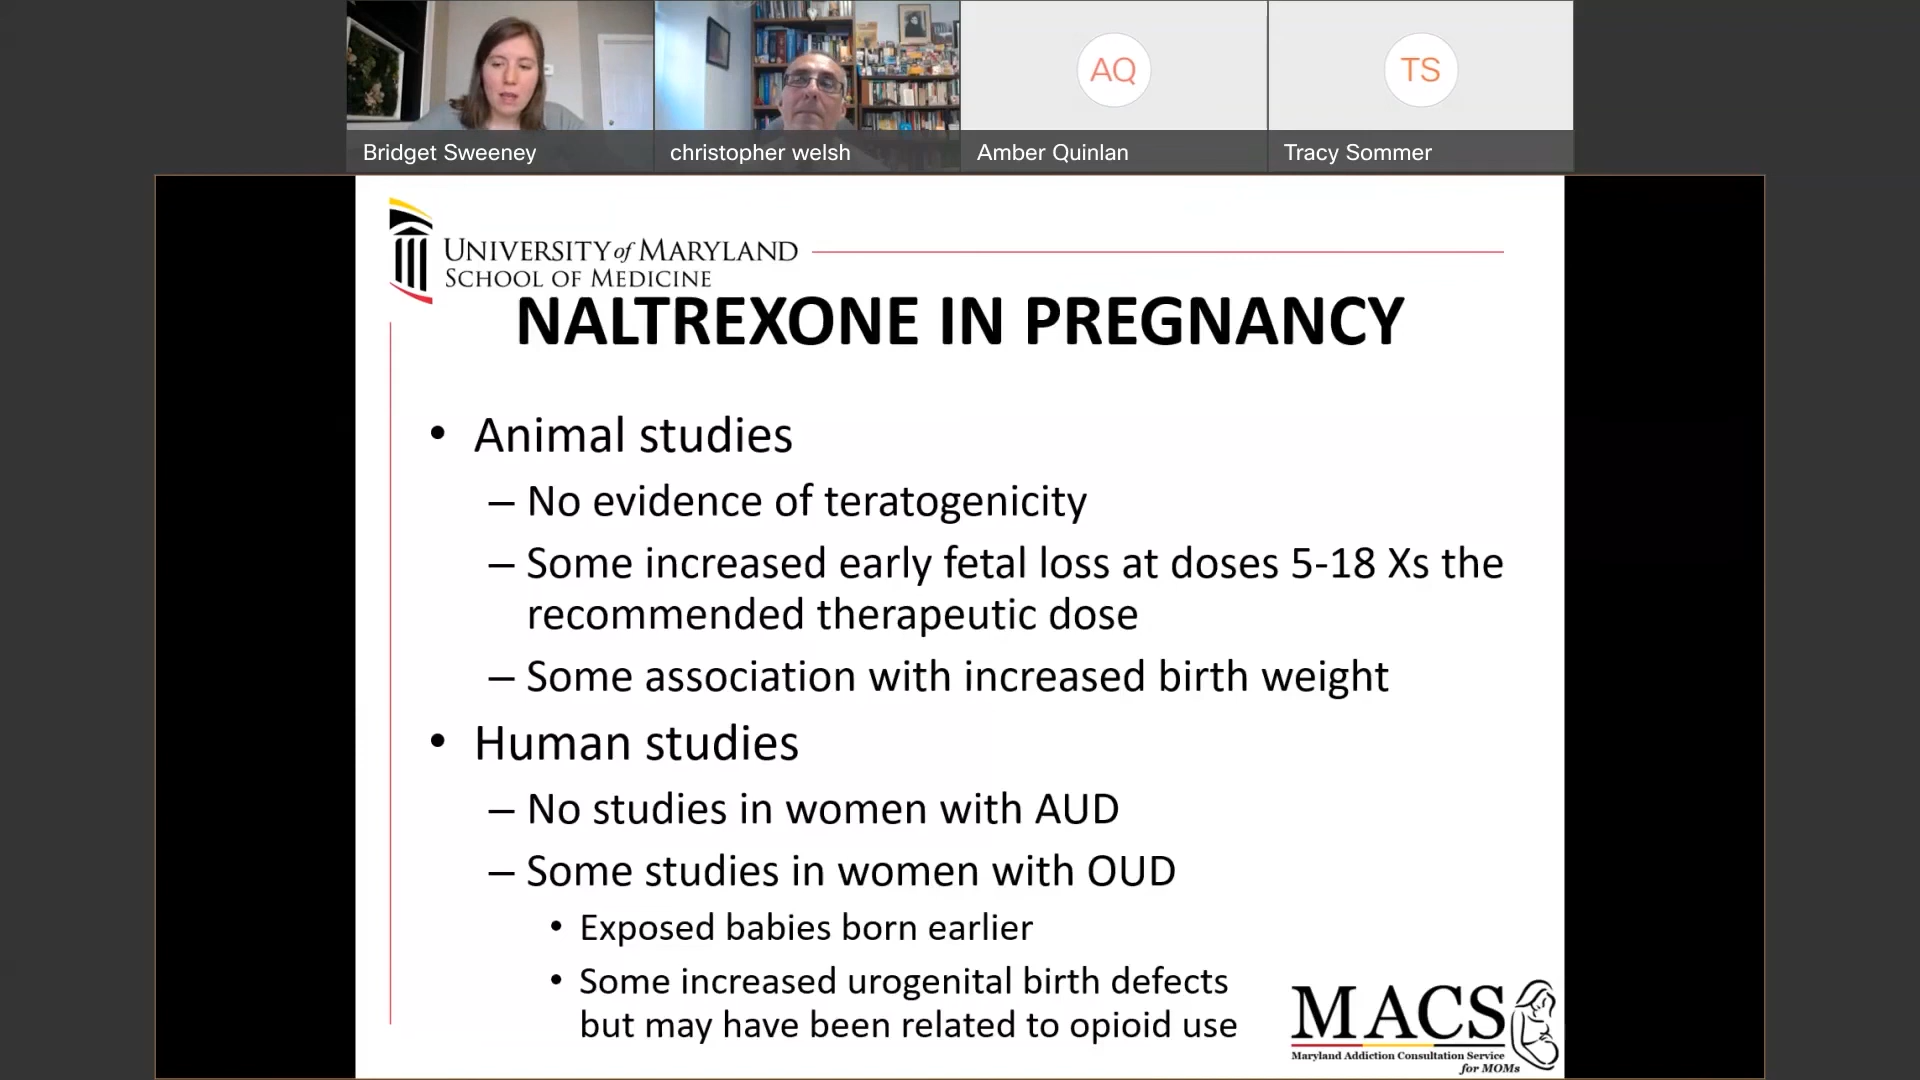 AQ
TS
Bridget Sweeney
christopher welsh
Amber Quinlan
Tracy Sommer
UNIVERSITY of MARYLAND
SCHOOL OF MEDICINE
NALTREXONE IN PREGNANCY
• Animal studies
– No evidence of teratogenicity
– Some increased early fetal loss at doses 5-18 Xs the
recommended therapeutic dose
– Some association with increased birth weight
• Human studies
– No studies in women with AUD
– Some studies in women with OUD
• Exposed babies born earlier
• Some increased urogenital birth defects
but may have been related to opioid use
MACS
Maryland Addiction Consultation Service
for MOMs